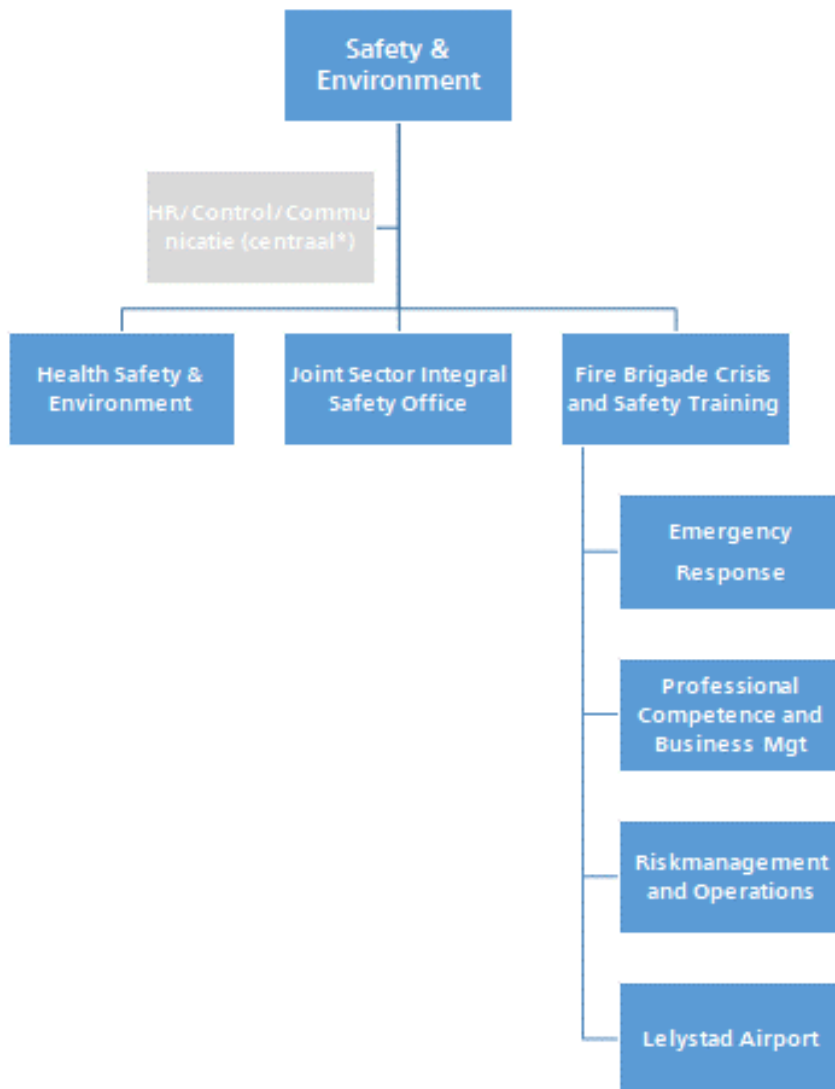 Safety &
Environment
HR/Control/Commu
nicatie (centraal*)
Health Safety &
Environment
Joint Sector Integral
Safety Office
Fire Brigade Crisis
and Safety Training
Emergency
Response
Professional
Competence and
Business Mgt
Riskmanagement
and Operations
Lelystad Airport